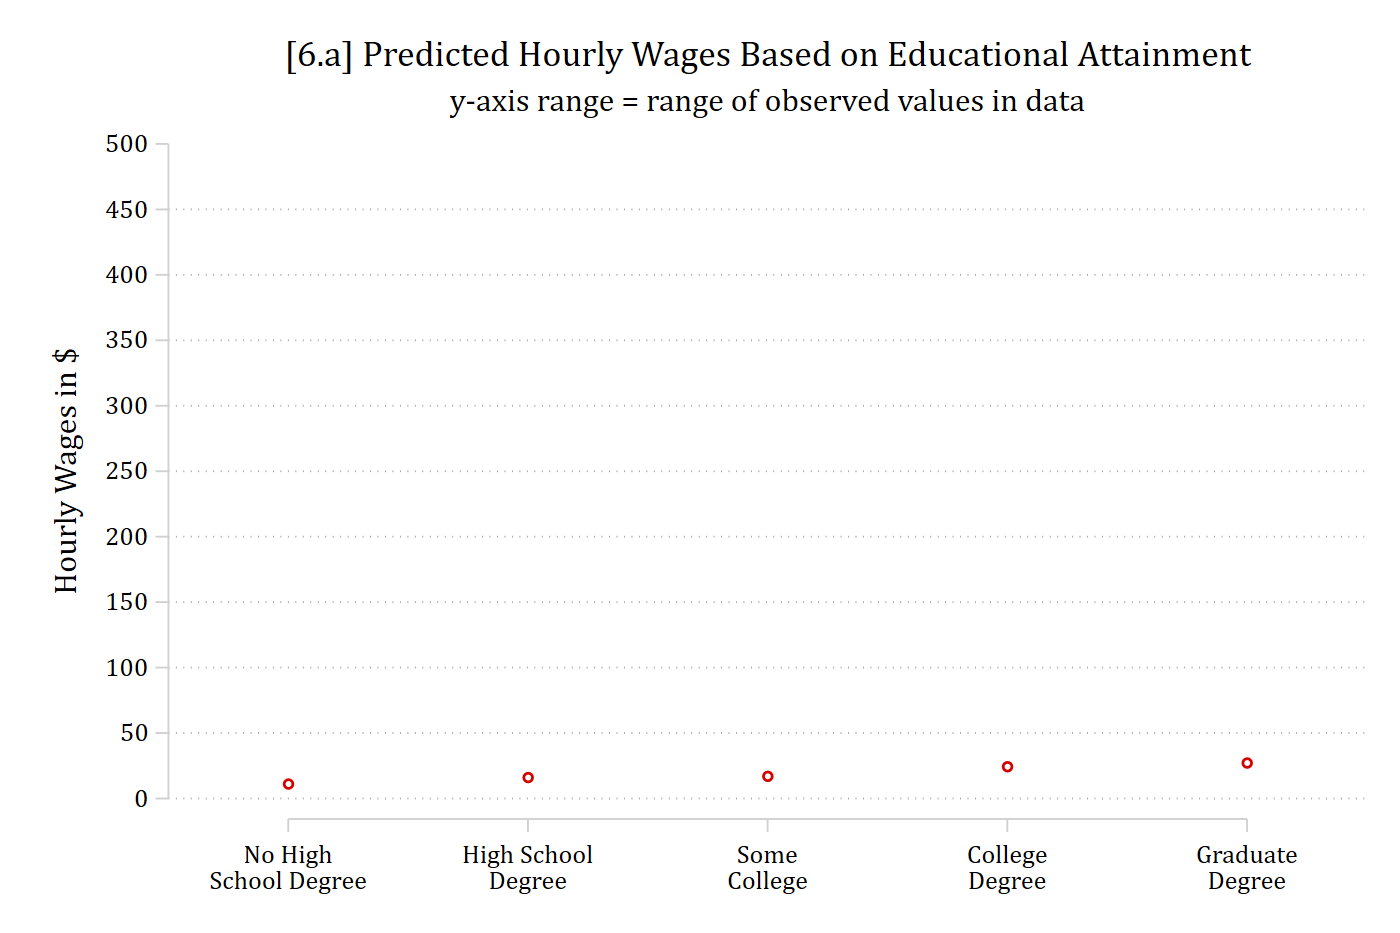 [6.a] Predicted Hourly Wages Based on Educational Attainment
y-axis range = range of observed values in data
Hourly Wages in $
500
450
400
350
300
250
200
150
100
50
0
No High
School Degree
High School
Degree
Some
College
College
Degree
Graduate
Degree